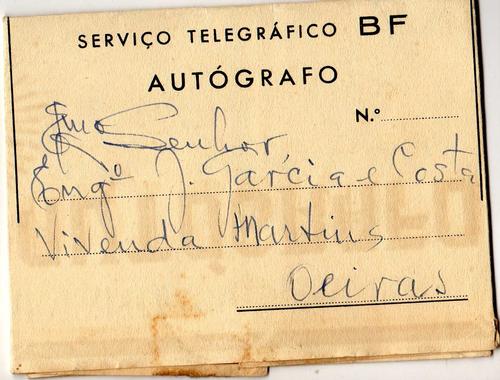 SERVIÇO TELEGRÁFICO BF
AUTÓGRAFO
N.º
Exmo Senhor
Engº J. Garcia e Costa
Vivenda Martins
Oeiras